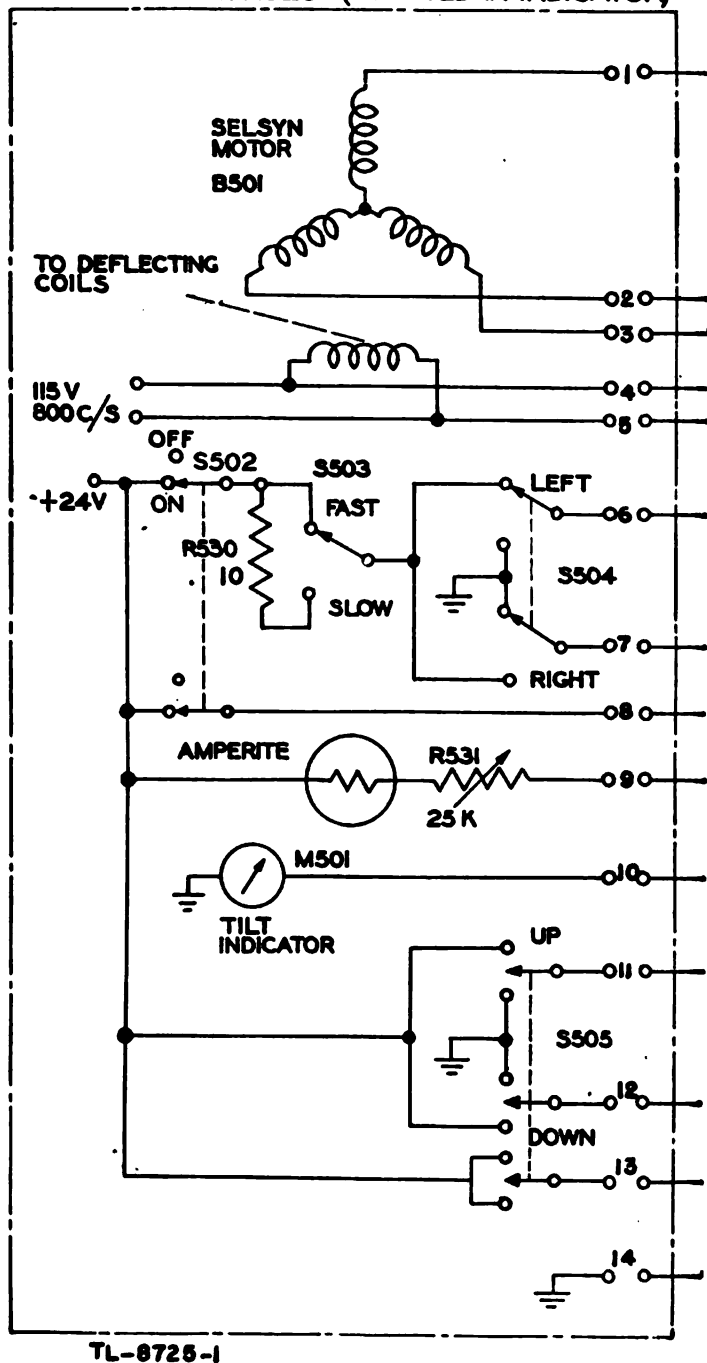 1
SELSYN
MOTOR
B501
TO DEFLECTING
COILS
2
3
115 V
800 C/S
4
5
OFF
S502
S503
LEFT
+24V
ON
FAST
6
R530
10
S504
SLOW
7
RIGHT
8
AMPERITE
R531
9
25 K
M501
10
TILT
INDICATOR
UP
11
S505
12
DOWN
13
14
TL-8725-1